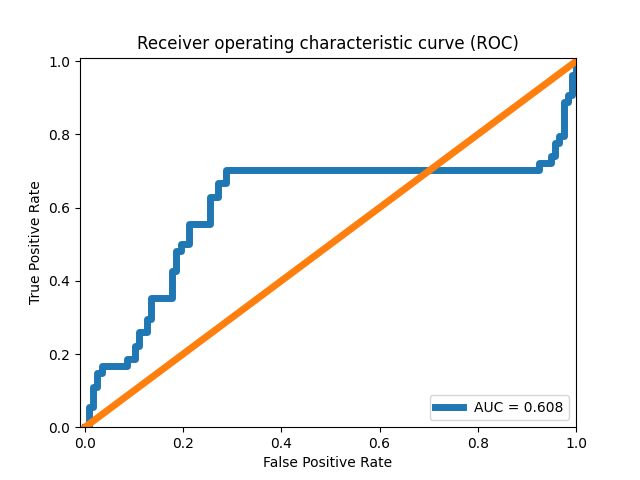 Receiver operating characteristic curve (ROC)
True Positive Rate
1.0
0.8
0.6
0.4
0.2
0.0
0.0 0.2 0.4 0.6 0.8 1.0
False Positive Rate
AUC = 0.608